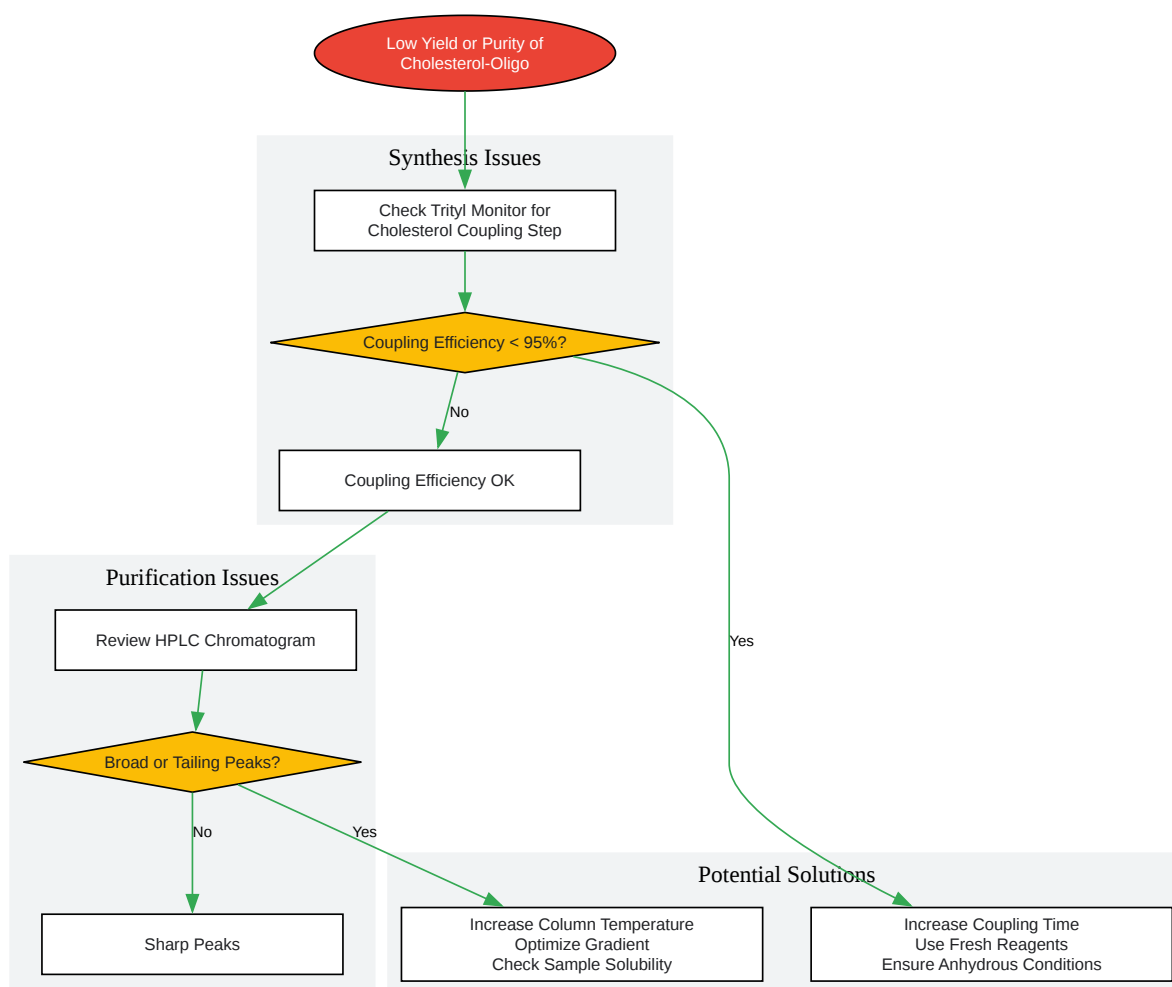 Low Yield or Purity of
Cholesterol-Oligo
Synthesis Issues
Check Trityl Monitor for
Cholesterol Coupling Step
Coupling Efficiency < 95%?
No
Coupling Efficiency OK
Purification Issues
Review HPLC Chromatogram
Yes
Broad or Tailing Peaks?
No
Yes
Potential Solutions
Sharp Peaks
Increase Column Temperature
Optimize Gradient
Check Sample Solubility
Increase Coupling Time
Use Fresh Reagents
Ensure Anhydrous Conditions